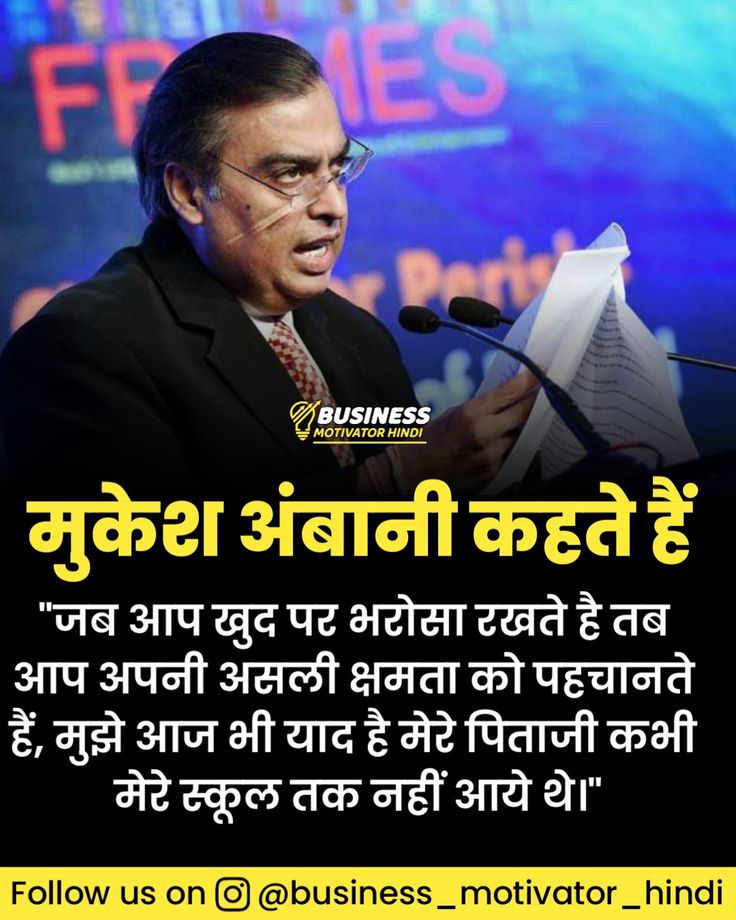 FRAMES
BUSINESS
MOTIVATOR HINDI
मुकेश अंबानी कहते हैं
"जब आप खुद पर भरोसा रखते है तब
आप अपनी असली क्षमता को पहचानते
हैं, मुझे आज भी याद है मेरे पिताजी कभी
मेरे स्कूल तक नहीं आये थे।"
Follow us on @business_motivator_hindi